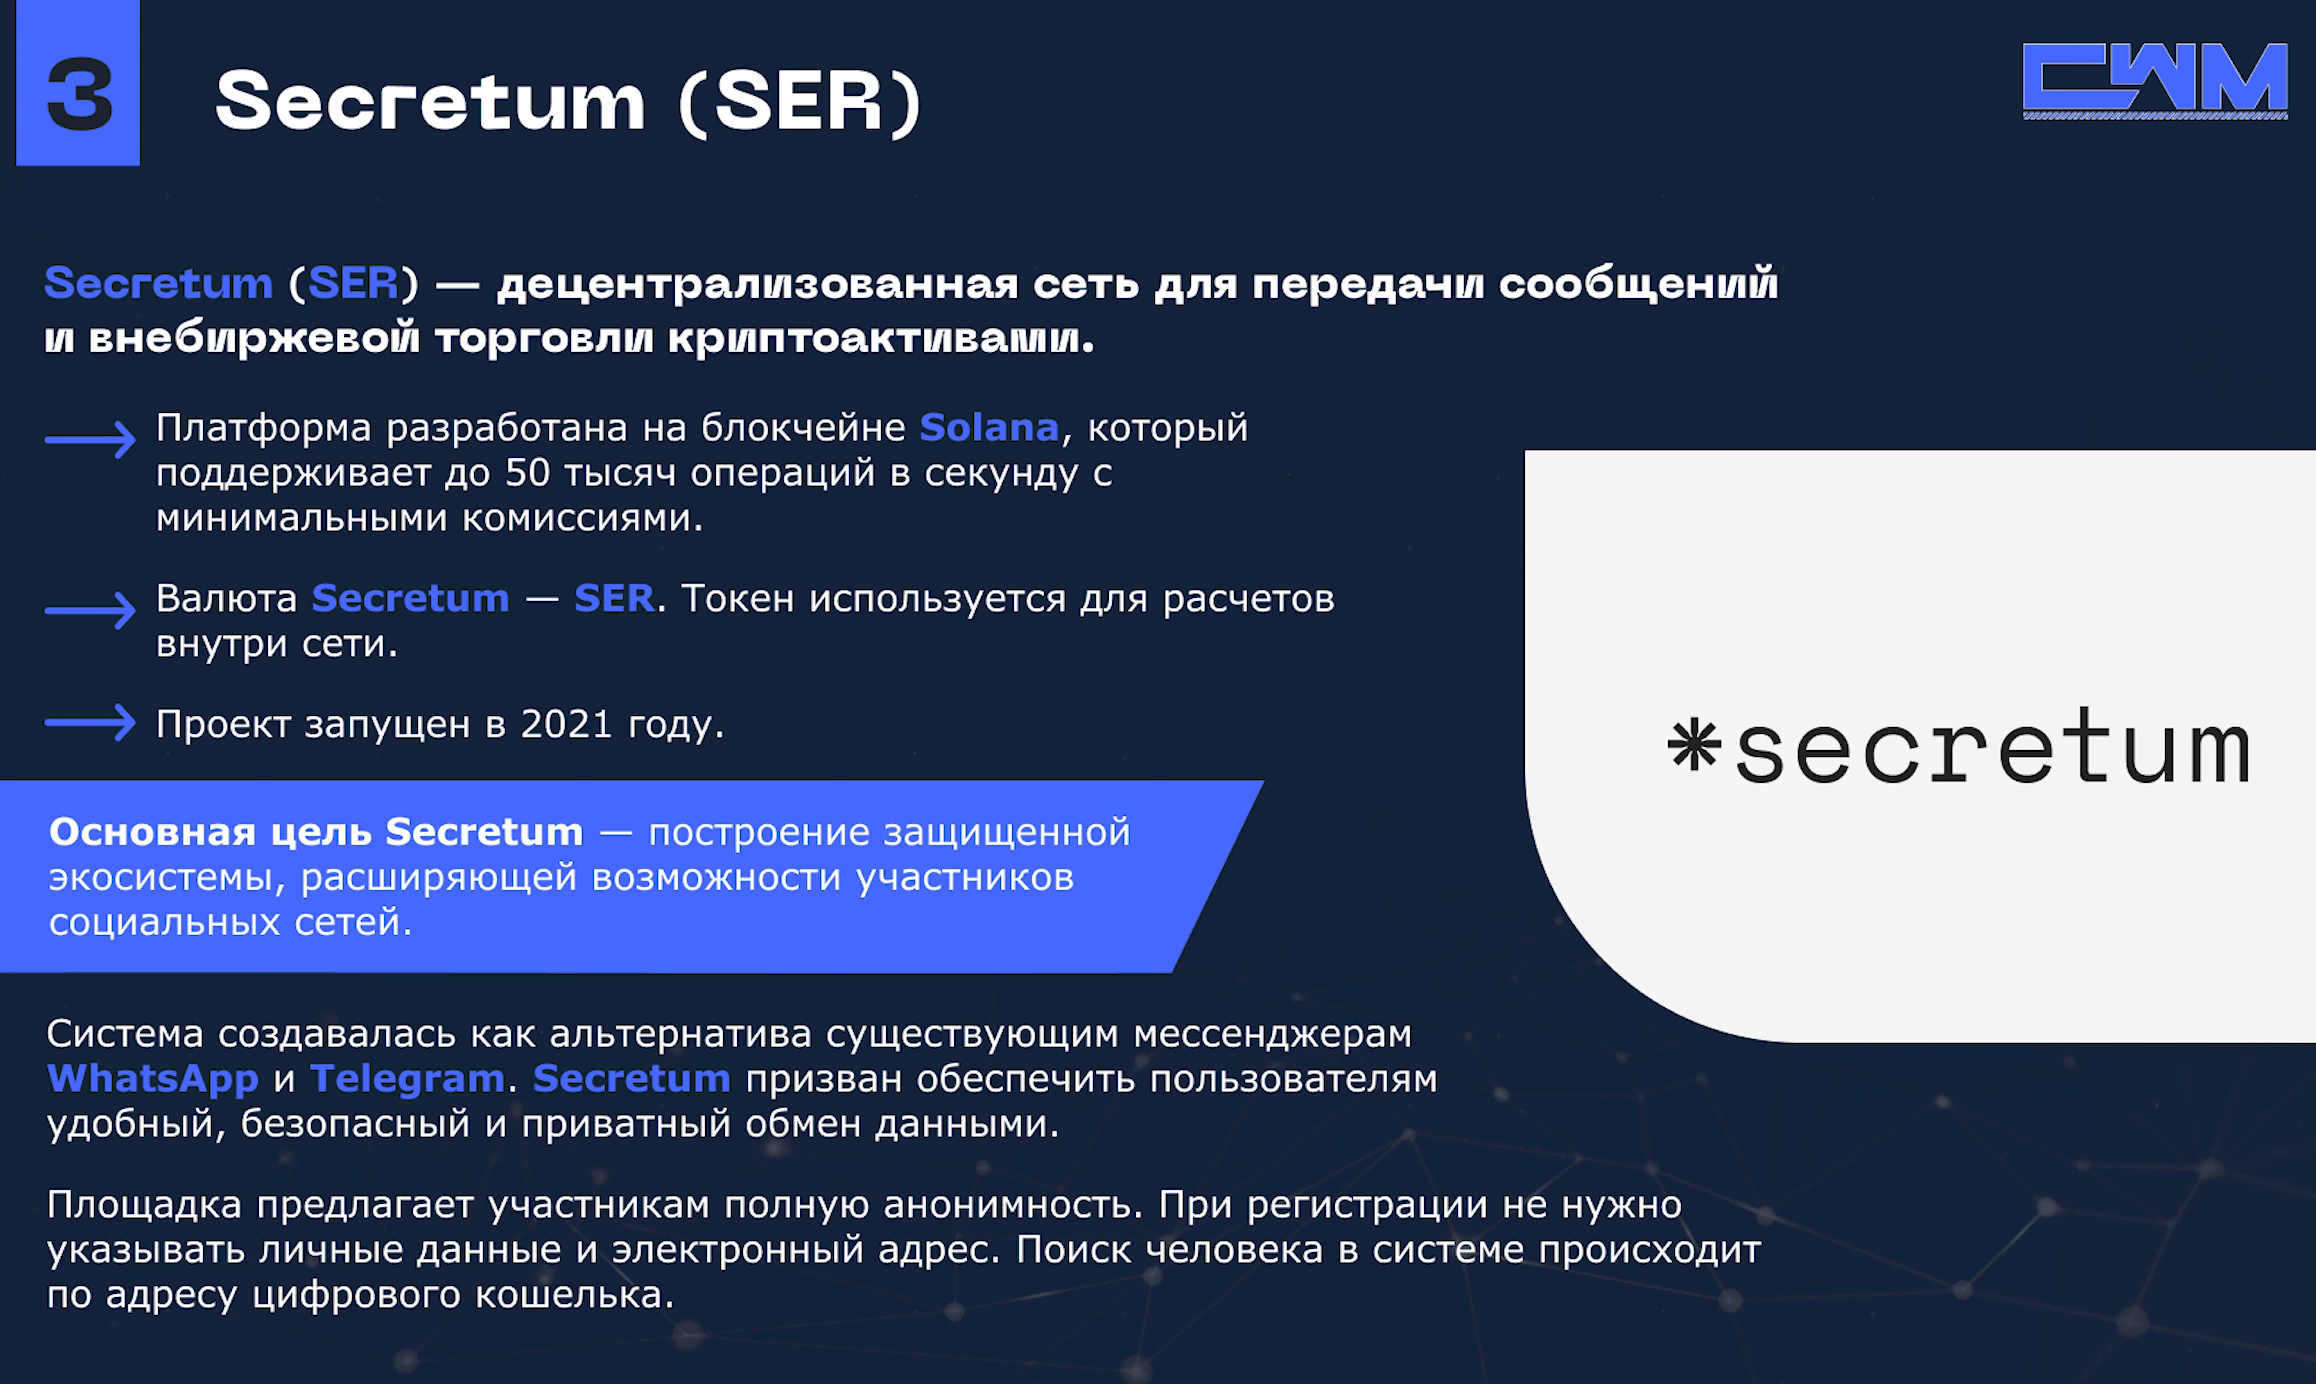 3
Secretum (SER)
CWM
Secretum (SER) — децентрализованная сеть для передачи сообщений
и внебиржевой торговли криптоактивами.
Платформа разработана на блокчейне Solana, который
поддерживает до 50 тысяч операций в секунду с
минимальными комиссиями.
Валюта Secretum — SER. Токен используется для расчетов
внутри сети.
Проект запущен в 2021 году.
*secretum
Основная цель Secretum — построение защищенной
экосистемы, расширяющей возможности участников
социальных сетей.
Система создавалась как альтернатива существующим мессенджерам
WhatsApp и Telegram. Secretum призван обеспечить пользователям
удобный, безопасный и приватный обмен данными.
Площадка предлагает участникам полную анонимность. При регистрации не нужно
указывать личные данные и электронный адрес. Поиск человека в системе происходит
по адресу цифрового кошелька.